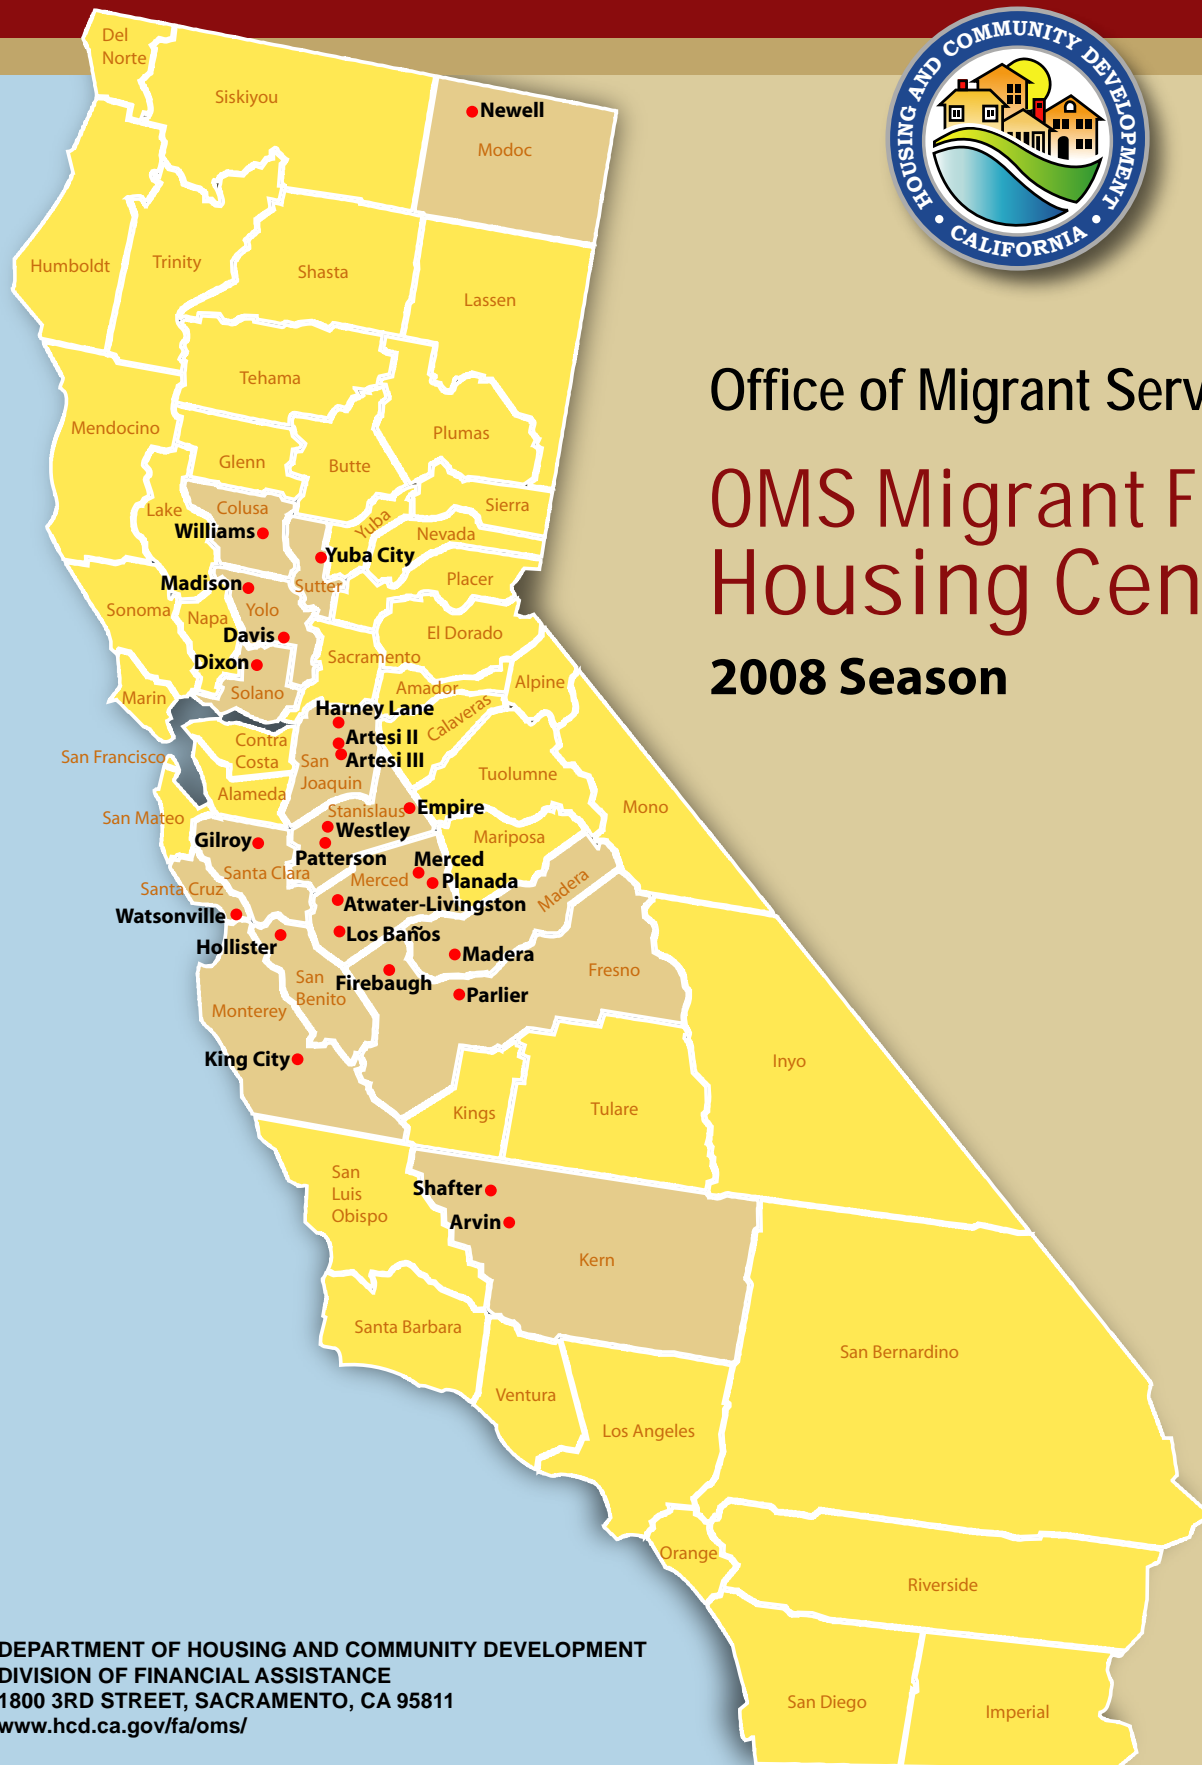 HOUSING AND COMMUNITY DEVELOPMENT
• CALIFORNIA •
Office of Migrant Serv
OMS Migrant F
Housing Cen
2008 Season
Del
Norte
Siskiyou
Newell
Modoc
Humboldt
Trinity
Shasta
Lassen
Tehama
Mendocino
Plumas
Glenn
Butte
Lake
Colusa
Yuba
Sierra
Williams
Nevada
Yuba City
Madison
Sutter
Placer
Sonoma
Napa
Yolo
Davis
El Dorado
Dixon
Sacramento
Marin
Solano
Amador
Alpine
Harney Lane
Calaveras
Artesi II
Contra
Costa
San Francisco
San
Joaquin
Artesi III
Tuolumne
Alameda
Mono
Stanislaus
Empire
San Mateo
Westley
Gilroy
Mariposa
Patterson
Merced
Santa Clara
Merced
Planada
Madera
Santa Cruz
Atwater-Livingston
Watsonville
Los Baños
Hollister
Madera
San
Benito
Firebaugh
Fresno
Parlier
Monterey
King City
Inyo
Kings
Tulare
San
Luis
Obispo
Shafter
Arvin
Kern
Santa Barbara
San Bernardino
Ventura
Los Angeles
Orange
Riverside
San Diego
Imperial
DEPARTMENT OF HOUSING AND COMMUNITY DEVELOPMENT
DIVISION OF FINANCIAL ASSISTANCE
1800 3RD STREET, SACRAMENTO, CA 95811
www.hcd.ca.gov/fa/oms/